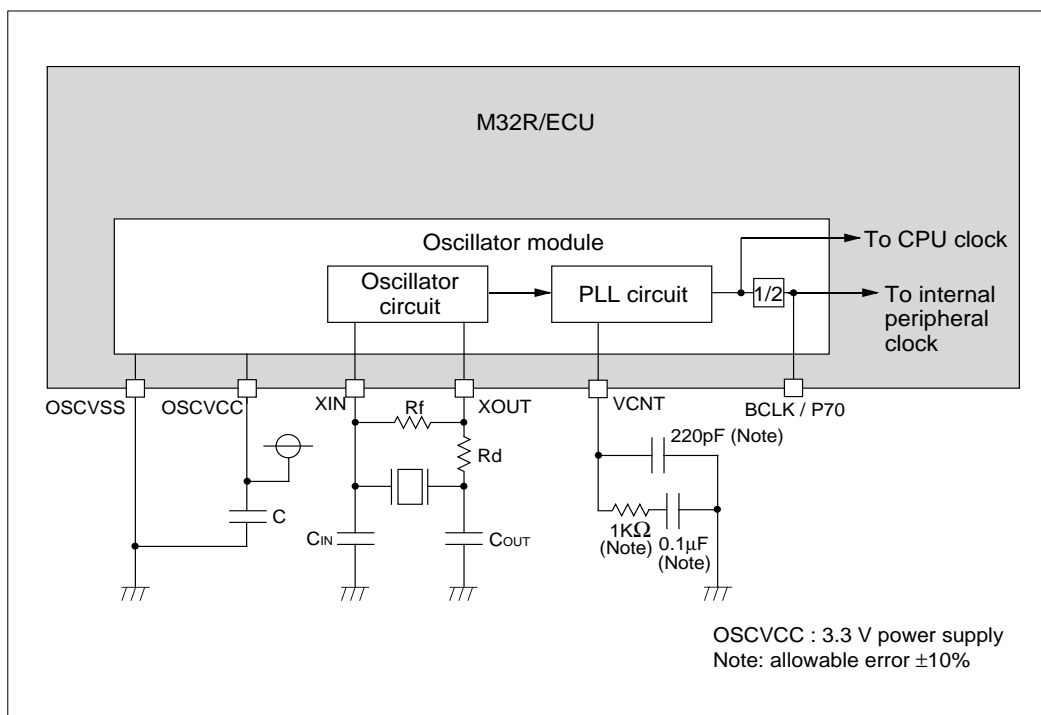 M32R/ECU
Oscillator module
Oscillator
circuit
PLL circuit
1/2
To CPU clock
To internal
peripheral
clock
OSCVSS
OSCVCC
XIN
XOUT
VCNT
BCLK / P70
Rf
Rd
C
CIN
COUT
220pF (Note)
1KΩ
(Note)
0.1μF
(Note)
OSCVCC : 3.3 V power supply
Note: allowable error ±10%